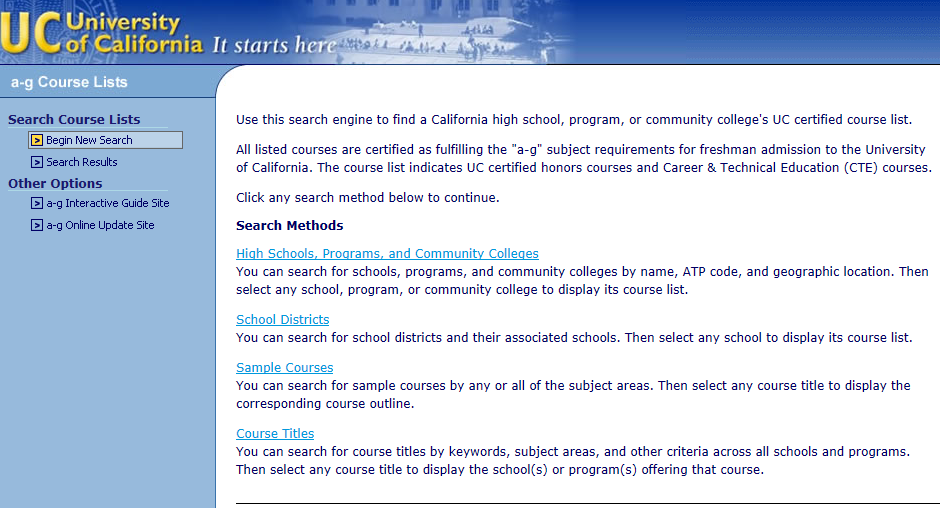 UC University
of California It starts here
a-g Course Lists
Search Course Lists
Begin New Search
Search Results
Other Options
a-g Interactive Guide Site
a-g Online Update Site
Use this search engine to find a California high school, program, or community college's UC certified course list.
All listed courses are certified as fulfilling the "a-g" subject requirements for freshman admission to the University
of California. The course list indicates UC certified honors courses and Career & Technical Education (CTE) courses.
Click any search method below to continue.
Search Methods
High Schools, Programs, and Community Colleges
You can search for schools, programs, and community colleges by name, ATP code, and geographic location. Then
select any school, program, or community college to display its course list.
School Districts
You can search for school districts and their associated schools. Then select any school to display its course list.
Sample Courses
You can search for sample courses by any or all of the subject areas. Then select any course title to display the
corresponding course outline.
Course Titles
You can search for course titles by keywords, subject areas, and other criteria across all schools and programs.
Then select any course title to display the school(s) or program(s) offering that course.